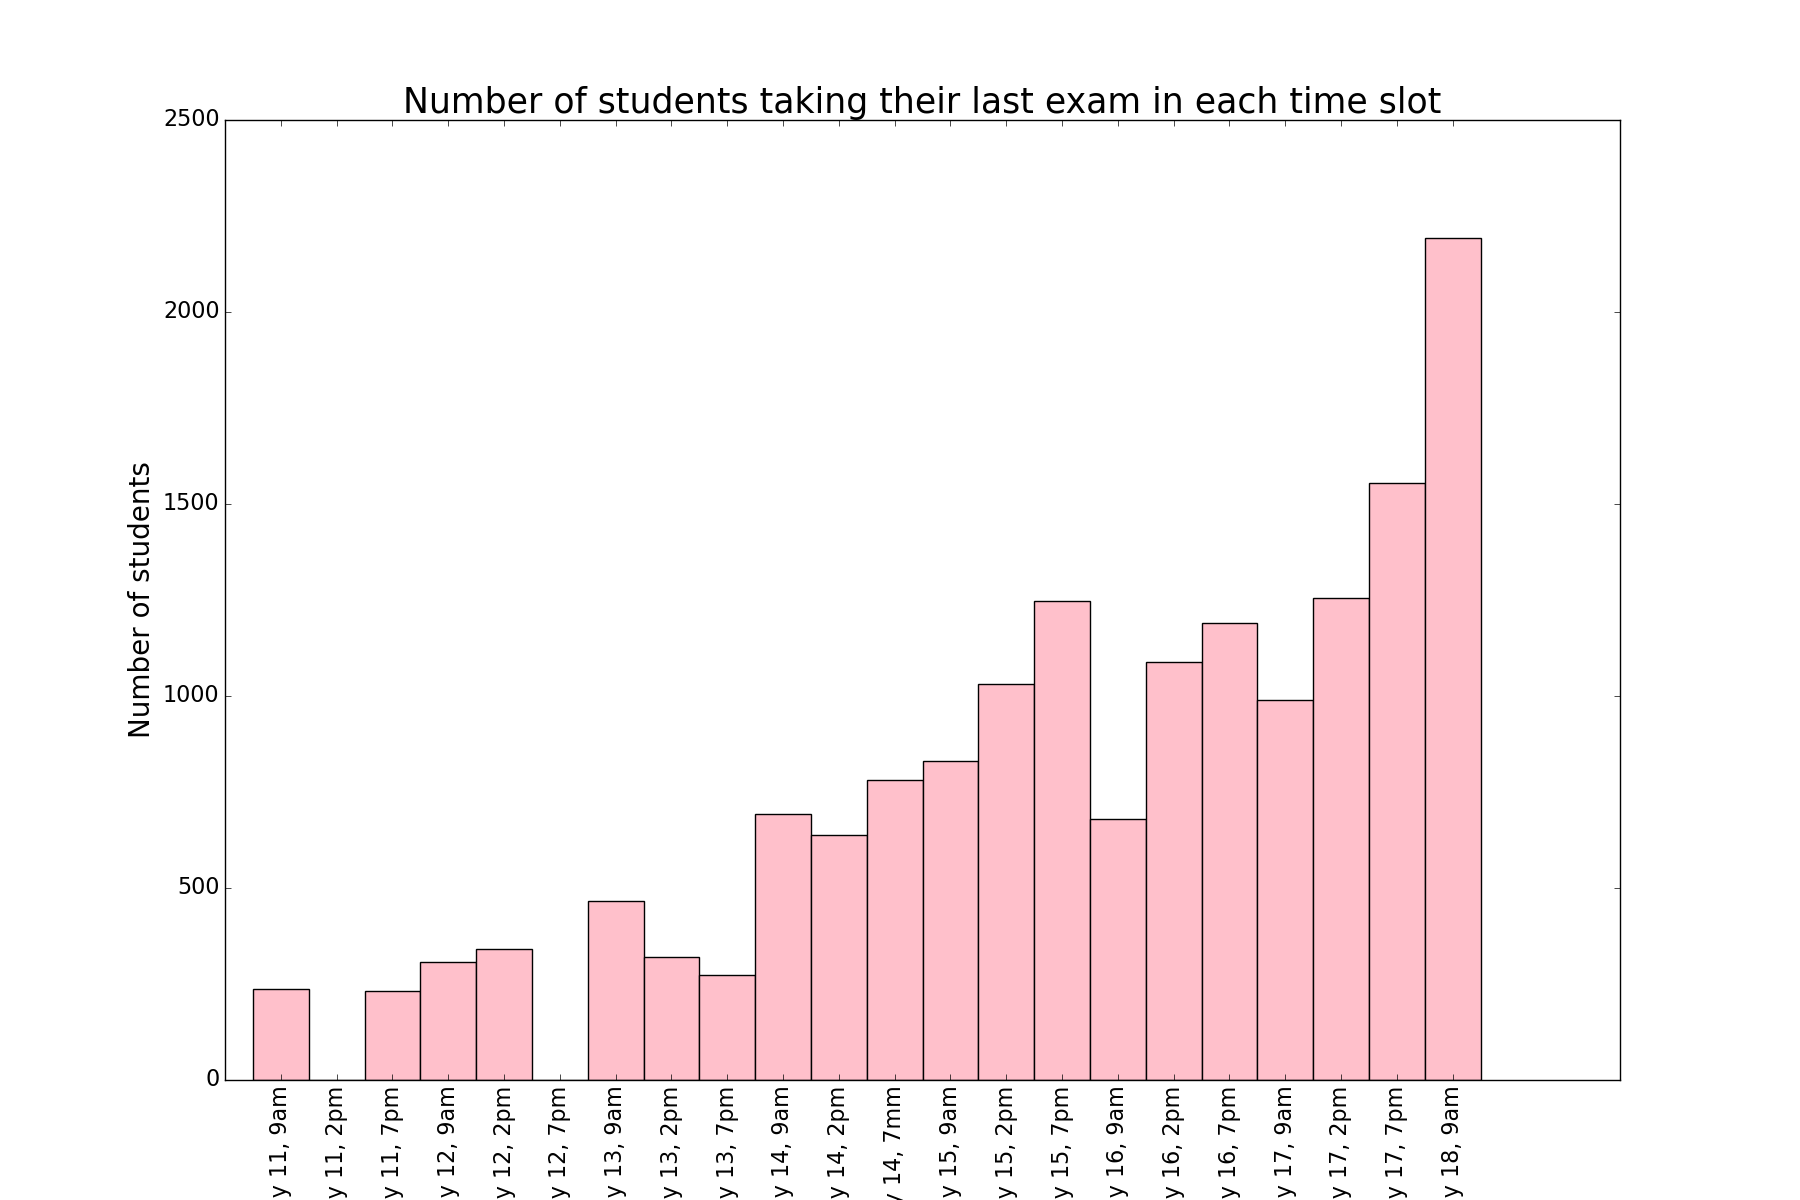 Number of students taking their last exam in each time slot
Number of students
2500
2000
1500
1000
500
0
y 11, 9am
y 11, 2pm
y 11, 7pm
y 12, 9am
y 12, 2pm
y 12, 7pm
y 13, 9am
y 13, 2pm
y 13, 7pm
y 14, 9am
y 14, 2pm
y 14, 7mm
y 15, 9am
y 15, 2pm
y 15, 7pm
y 16, 9am
y 16, 2pm
y 16, 7pm
y 17, 9am
y 17, 2pm
y 17, 7pm
y 18, 9am